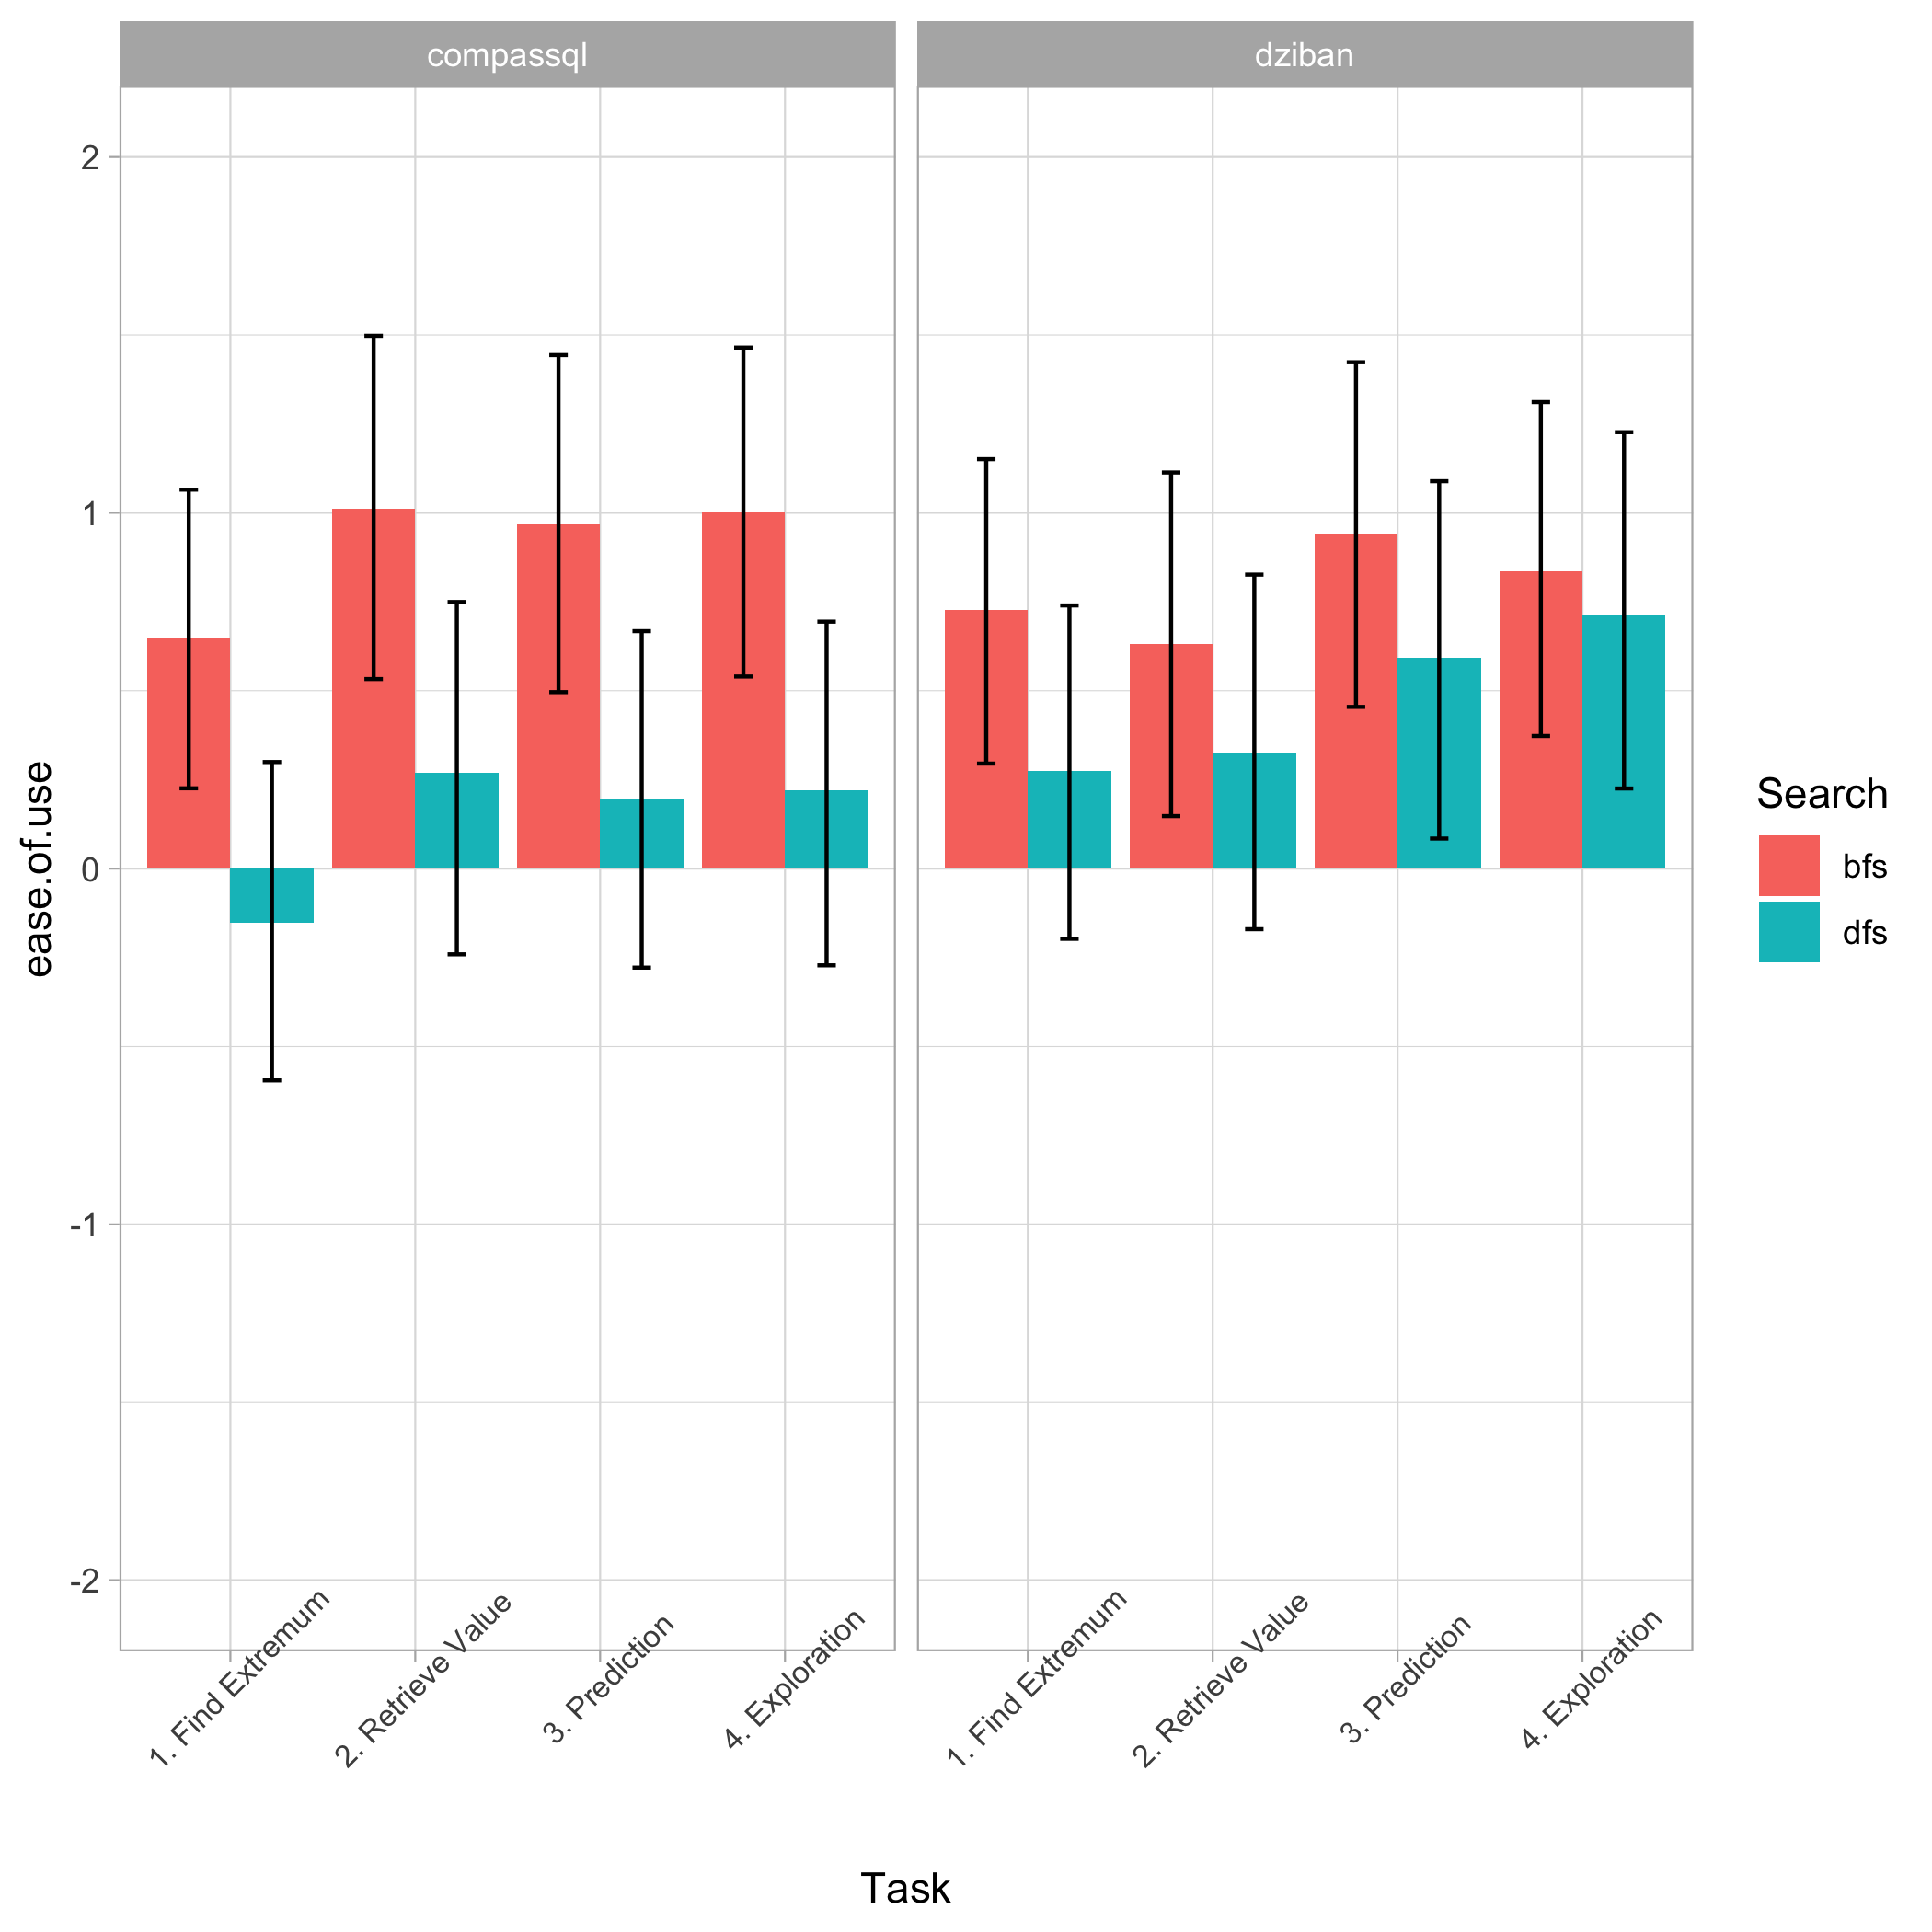 compassql
dziban
ease.of.use
2
1
0
-1
-2
1. Find Extremum
2. Retrieve Value
3. Prediction
4. Exploration
1. Find Extremum
2. Retrieve Value
3. Prediction
4. Exploration
Task
Search
bfs
dfs